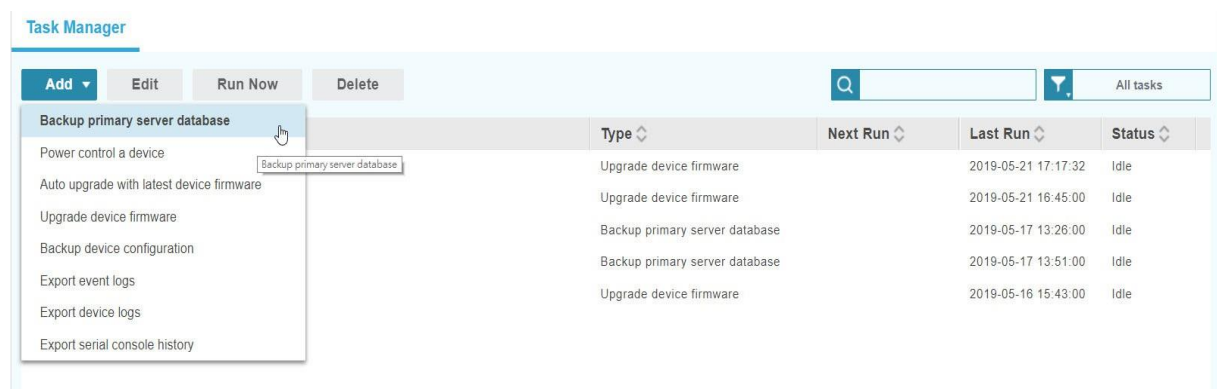 Task Manager
Add Edit Run Now Delete All tasks
Backup primary server database
Type Next Run Last Run Status
Power control a device
Backup primary server database
Upgrade device firmware 2019-05-21 17:17:32 Idle
Auto upgrade with latest device firmware
Upgrade device firmware 2019-05-21 16:45:00 Idle
Upgrade device firmware
Backup primary server database 2019-05-17 13:26:00 Idle
Backup device configuration
Backup primary server database 2019-05-17 13:51:00 Idle
Export event logs
Upgrade device firmware 2019-05-16 15:43:00 Idle
Export device logs
Export serial console history